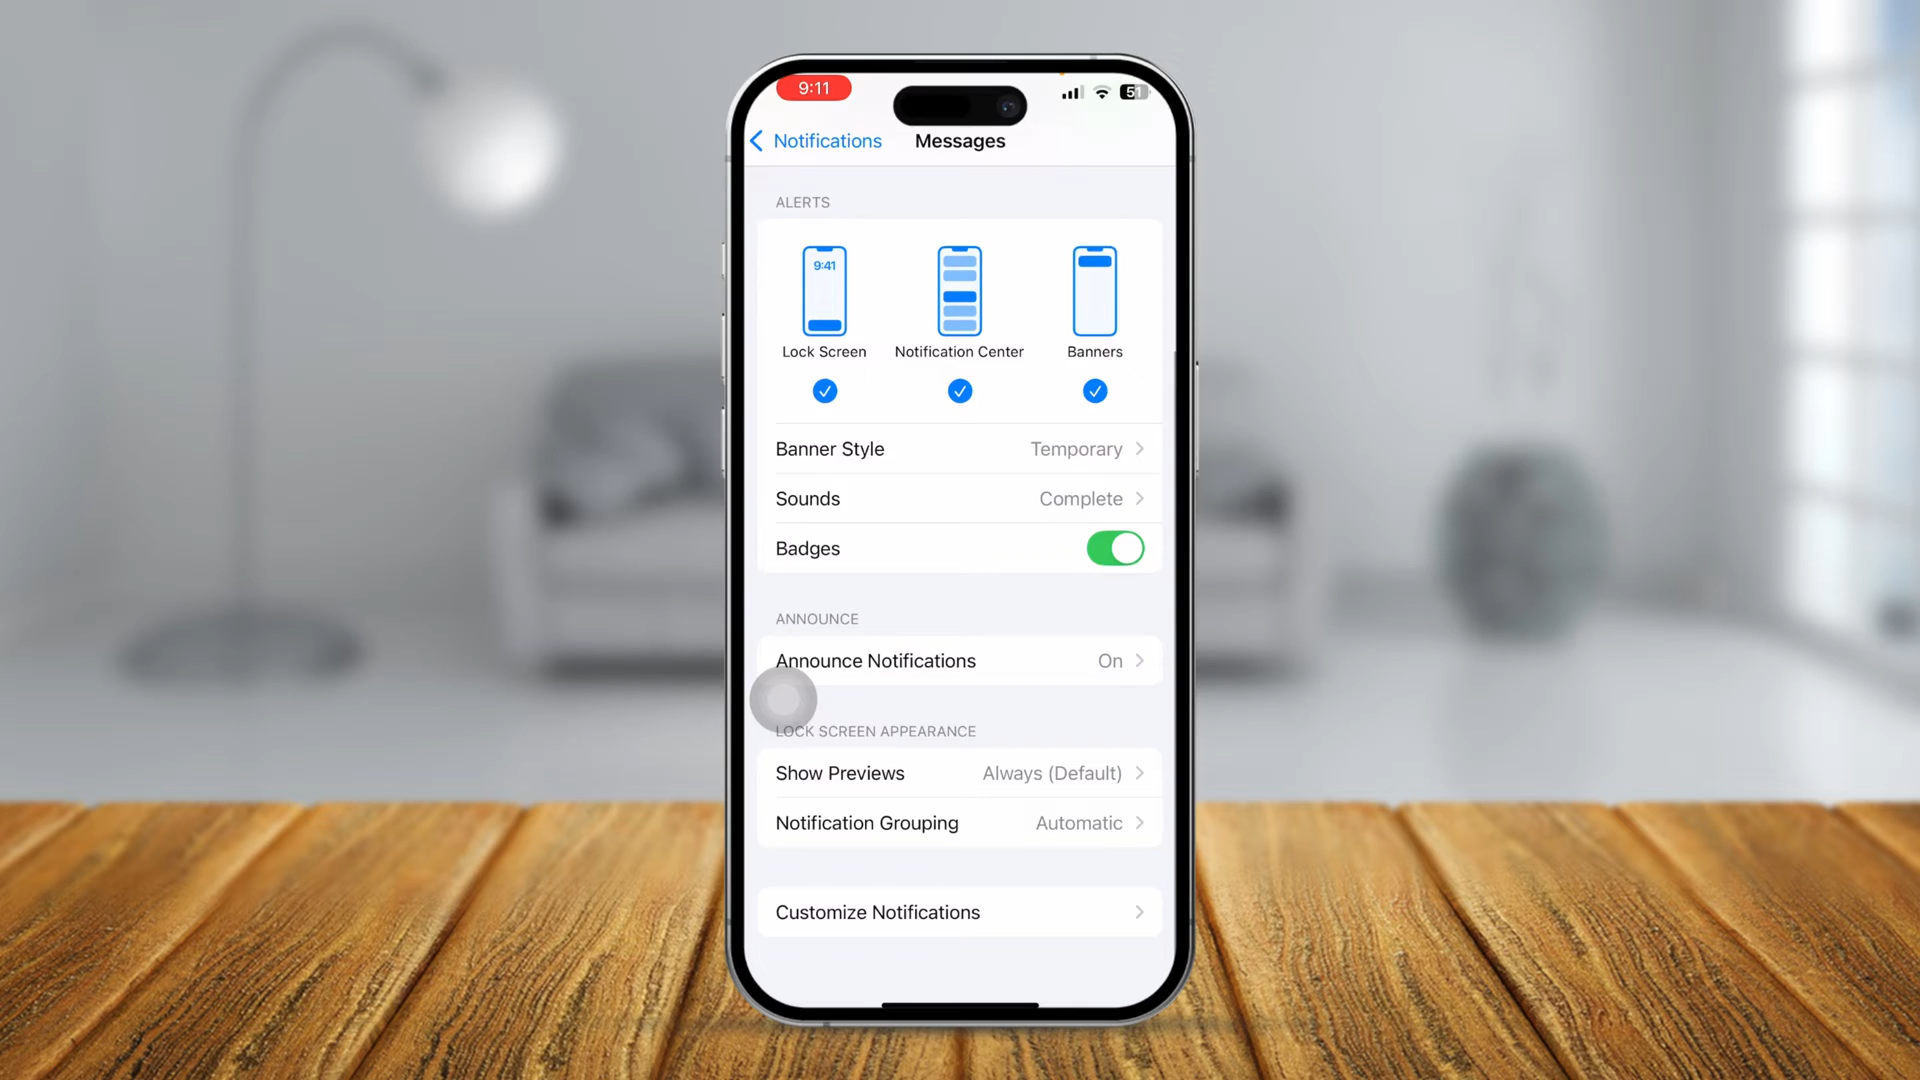 9:11
51
Notifications
Messages
ALERTS
9:41
Lock Screen
Notification Center
Banners
Banner Style
Temporary
Sounds
Complete
Badges
ANNOUNCE
Announce Notifications
On
LOCK SCREEN APPEARANCE
Show Previews
Always (Default)
Notification Grouping
Automatic
Customize Notifications